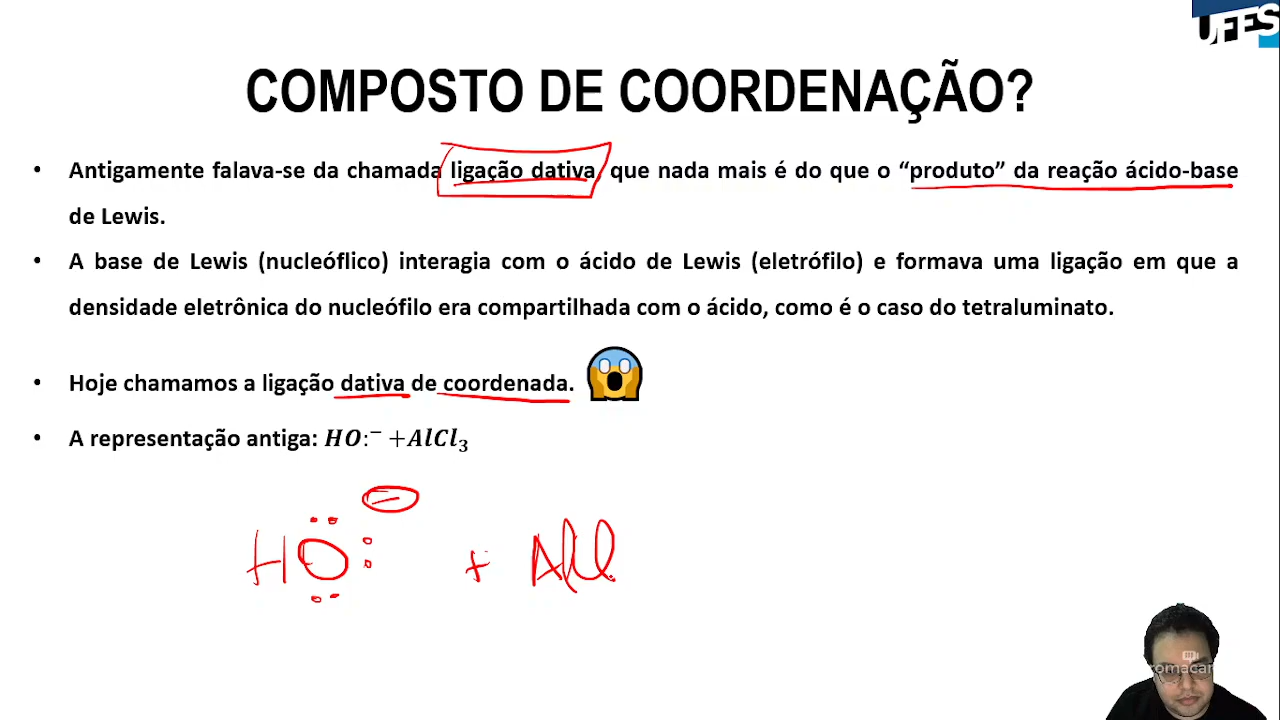 UFES
COMPOSTO DE COORDENAÇÃO?
• Antigamente falava-se da chamada ligação dativa, que nada mais é do que o “produto” da reação ácido-base
de Lewis.
• A base de Lewis (nucleóflico) interagia com o ácido de Lewis (eletrófilo) e formava uma ligação em que a
densidade eletrônica do nucleófilo era compartilhada com o ácido, como é o caso do tetraluminato.
• Hoje chamamos a ligação dativa de coordenada.
• A representação antiga: HO:⁻ +AlCl₃
HO: ⁻ + AlCl
romacar